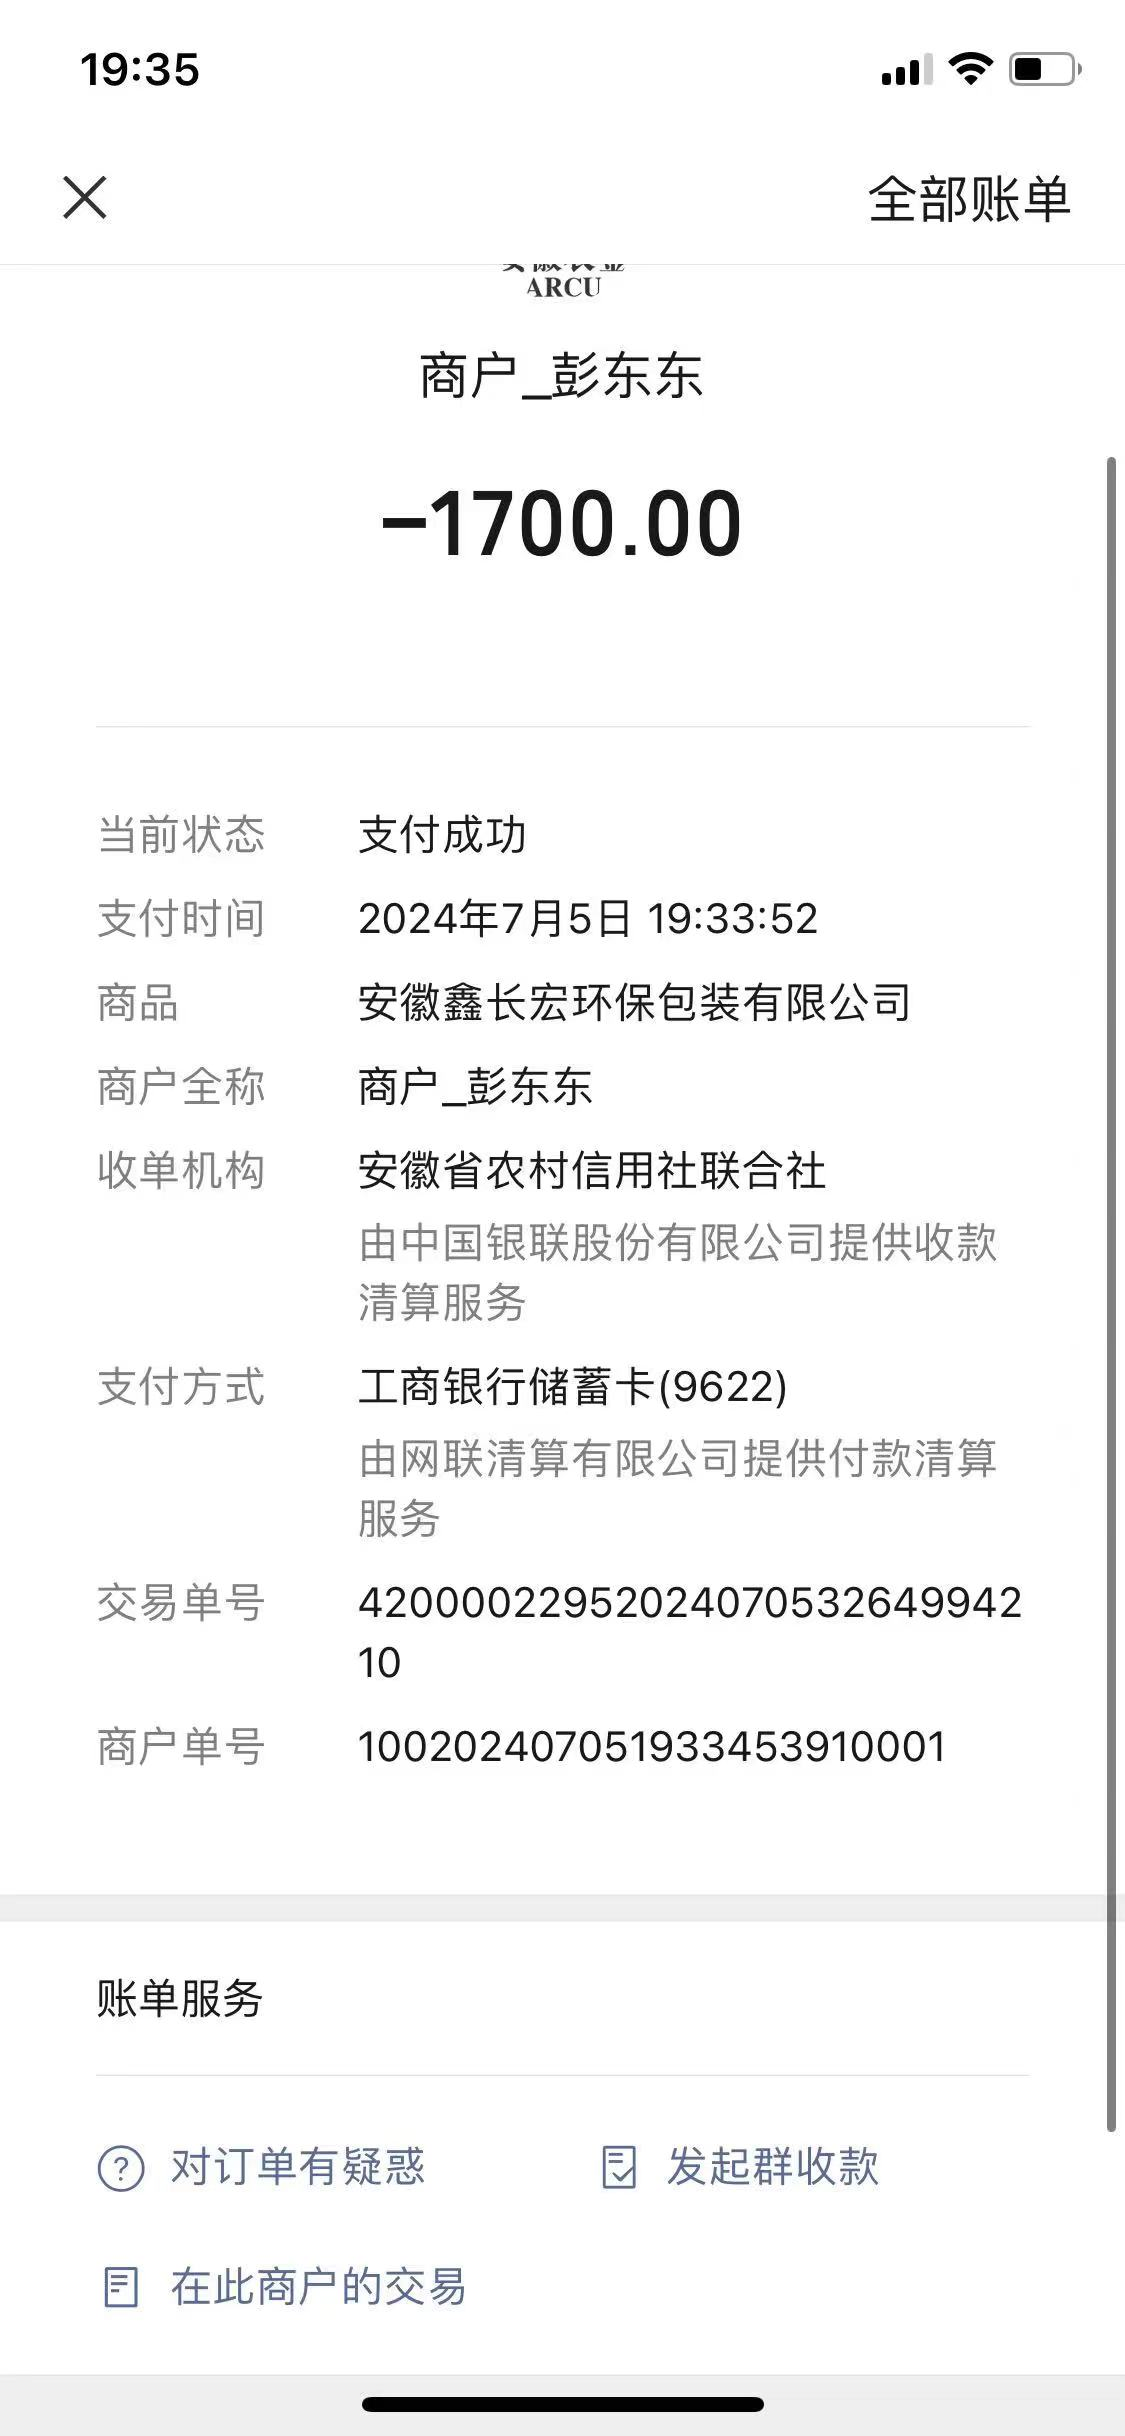 19:35
全部账单
ARCU
商户_彭东东
-1700.00
当前状态 支付成功
支付时间 2024年7月5日 19:33:52
商品 安徽鑫长宏环保包装有限公司
商户全称 商户_彭东东
收单机构 安徽省农村信用社联合社
由中国银联股份有限公司提供收款
清算服务
支付方式 工商银行储蓄卡(9622)
由网联清算有限公司提供付款清算
服务
交易单号 42000022952024070532649942
10
商户单号 10020240705193345391​0001
账单服务
对订单有疑惑 发起群收款
在此商户的交易